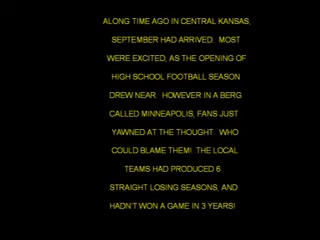 ALONG TIME AGO IN CENTRAL KANSAS,
SEPTEMBER HAD ARRIVED. MOST
WERE EXCITED, AS THE OPENING OF
HIGH SCHOOL FOOTBALL SEASON
DREW NEAR. HOWEVER IN A BERG
CALLED MINNEAPOLIS, FANS JUST
YAWNED AT THE THOUGHT. WHO
COULD BLAME THEM! THE LOCAL
TEAMS HAD PRODUCED 6
STRAIGHT LOSING SEASONS, AND
HADN'T WON A GAME IN 3 YEARS!